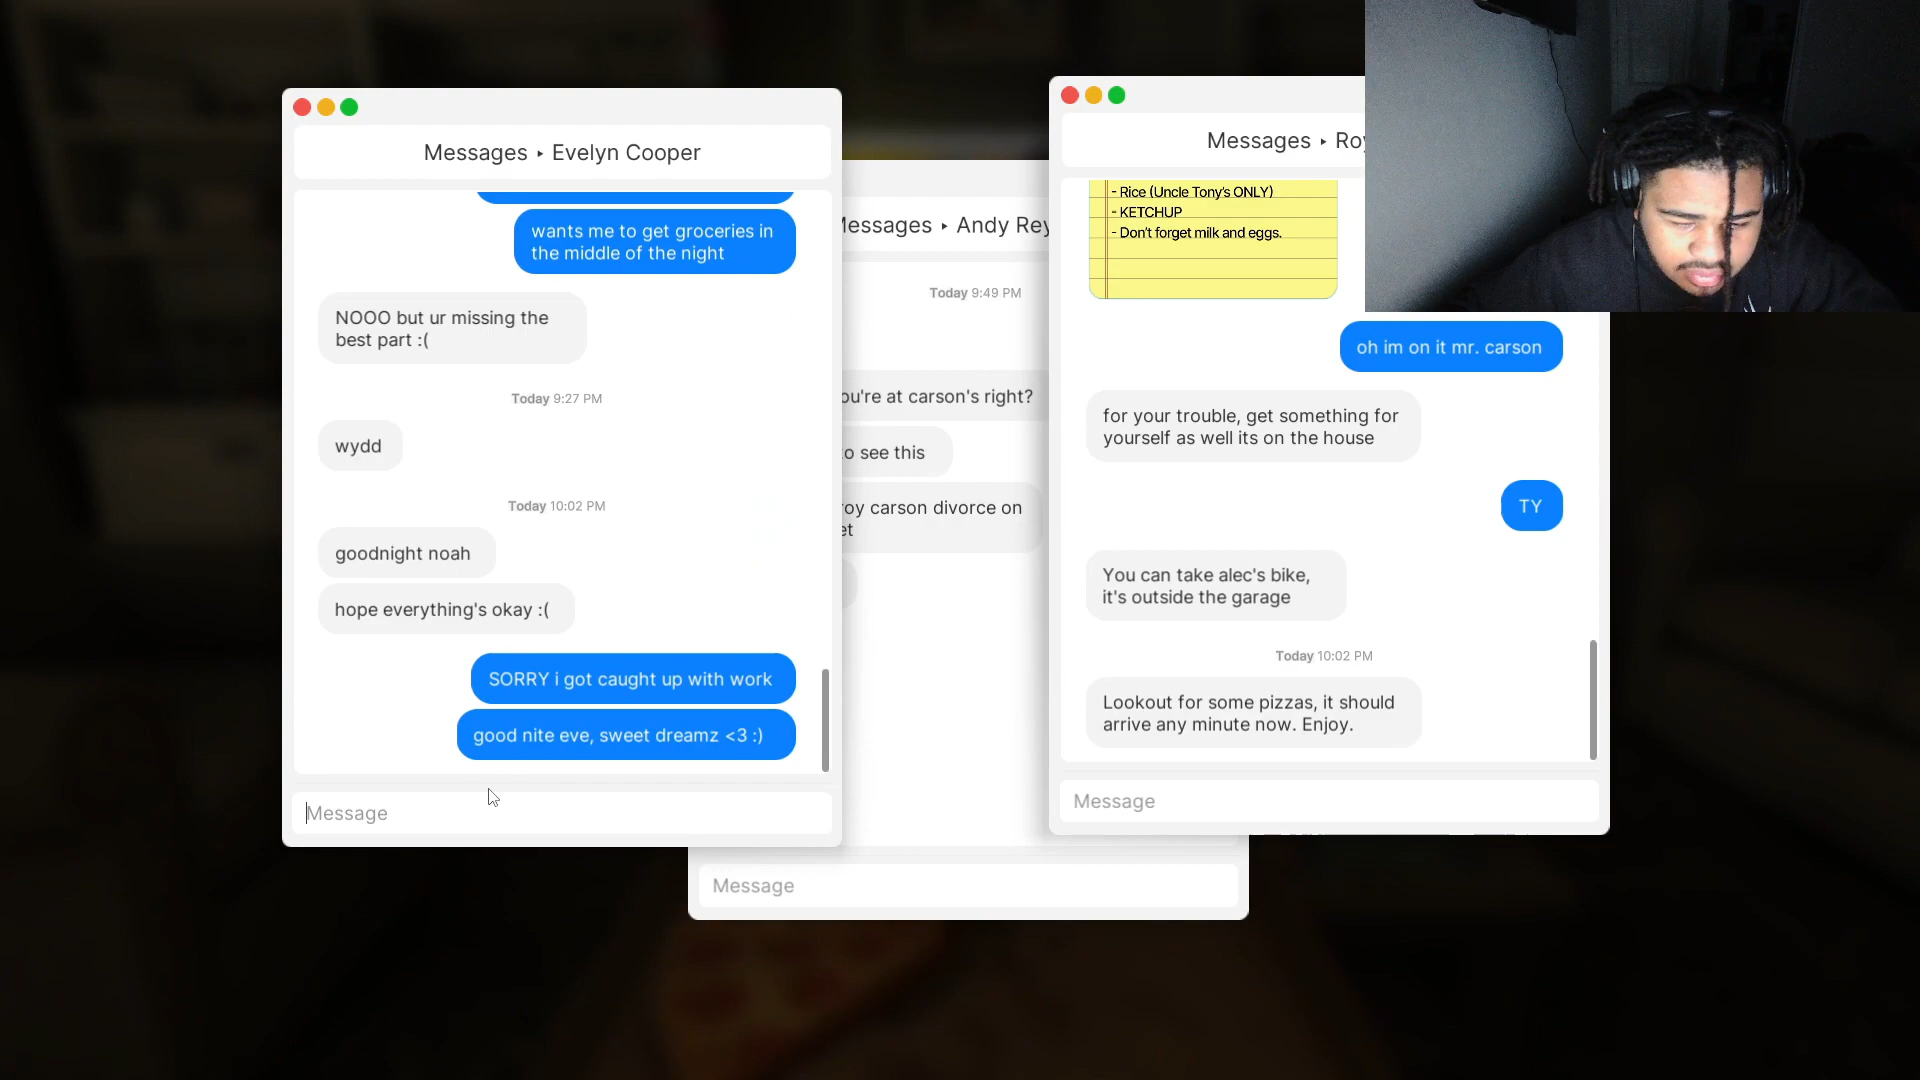 Messages ▸ Evelyn Cooper
wants me to get groceries in
the middle of the night
NOOO but ur missing the
best part :(
Today 9:27 PM
wydd
Today 10:02 PM
goodnight noah
hope everything's okay :(
SORRY i got caught up with work
good nite eve, sweet dreamz <3 :)
Message
Messages ▸ Andy Rey
Today 9:49 PM
ou're at carson's right?
to see this
roy carson divorce on
et
Message
Messages ▸ Roy
- Rice (Uncle Tony's ONLY)
- KETCHUP
- Don't forget milk and eggs.
oh im on it mr. carson
for your trouble, get something for
yourself as well its on the house
TY
You can take alec's bike,
it's outside the garage
Today 10:02 PM
Lookout for some pizzas, it should
arrive any minute now. Enjoy.
Message